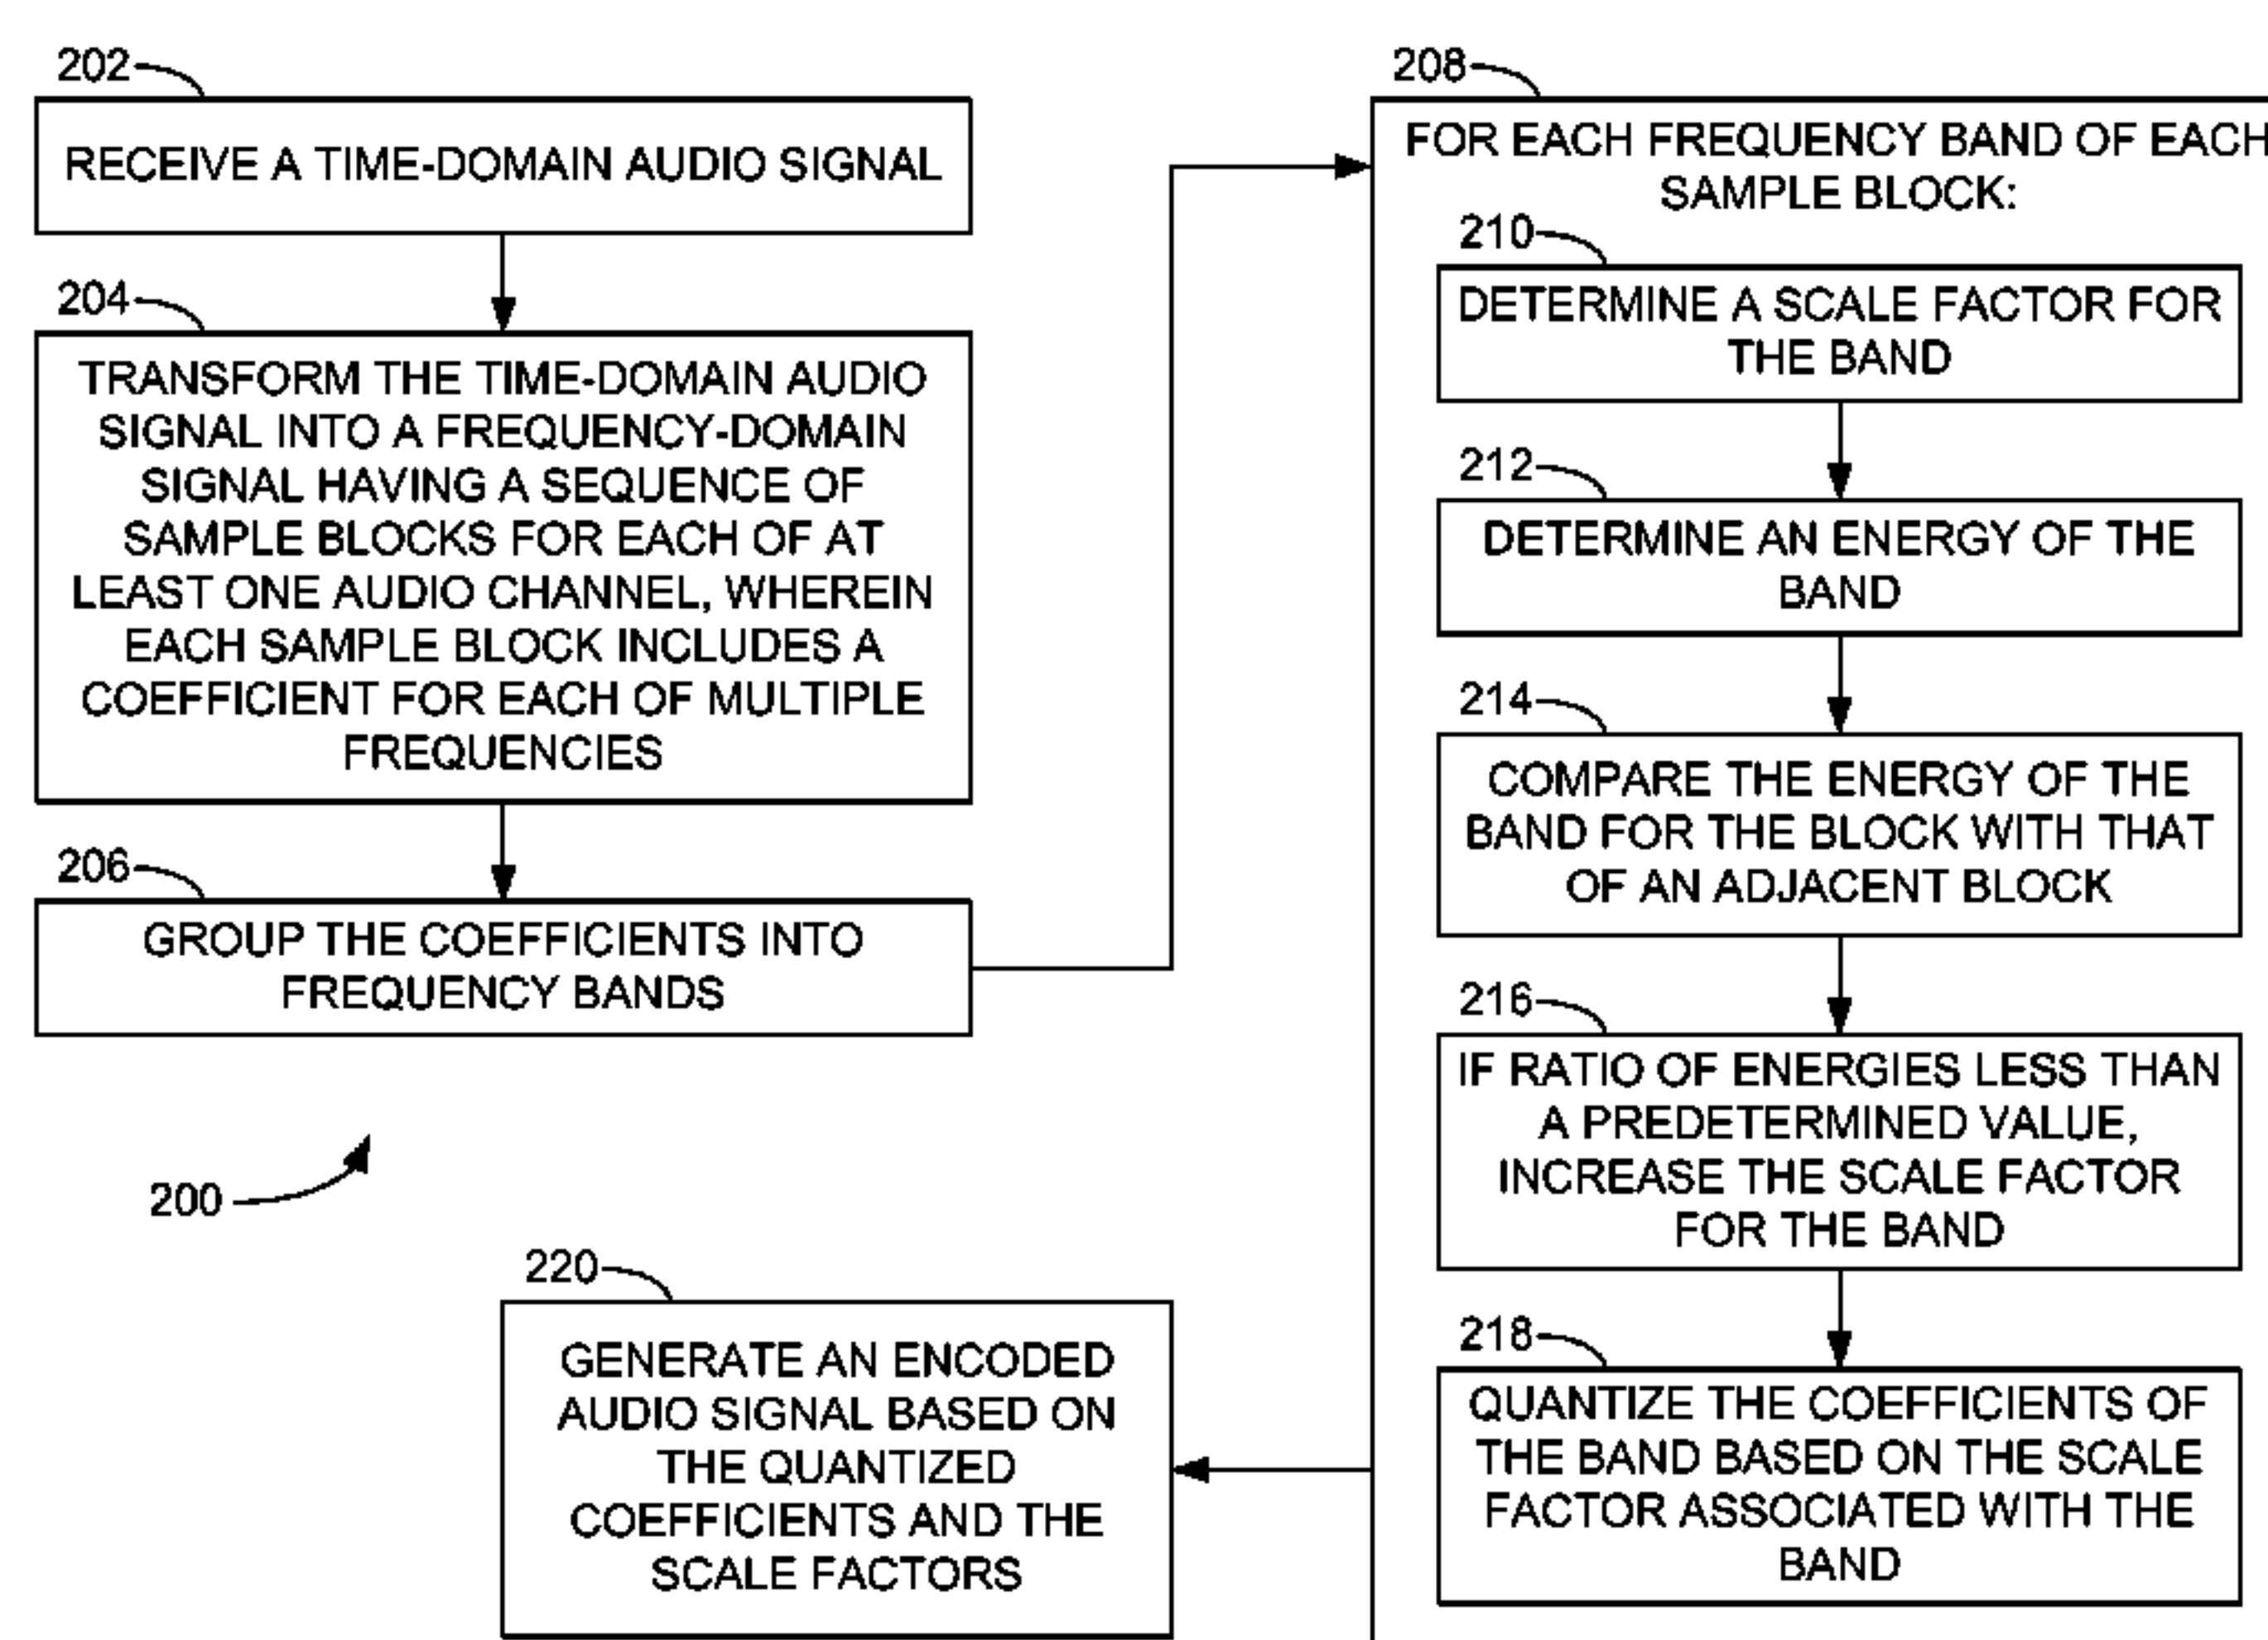 202
RECEIVE A TIME-DOMAIN AUDIO SIGNAL
204
TRANSFORM THE TIME-DOMAIN AUDIO
SIGNAL INTO A FREQUENCY-DOMAIN
SIGNAL HAVING A SEQUENCE OF
SAMPLE BLOCKS FOR EACH OF AT
LEAST ONE AUDIO CHANNEL, WHEREIN
EACH SAMPLE BLOCK INCLUDES A
COEFFICIENT FOR EACH OF MULTIPLE
FREQUENCIES
206
GROUP THE COEFFICIENTS INTO
FREQUENCY BANDS
200
208
FOR EACH FREQUENCY BAND OF EACH
SAMPLE BLOCK:
210
DETERMINE A SCALE FACTOR FOR
THE BAND
212
DETERMINE AN ENERGY OF THE
BAND
214
COMPARE THE ENERGY OF THE
BAND FOR THE BLOCK WITH THAT
OF AN ADJACENT BLOCK
216
IF RATIO OF ENERGIES LESS THAN
A PREDETERMINED VALUE,
INCREASE THE SCALE FACTOR
FOR THE BAND
218
QUANTIZE THE COEFFICIENTS OF
THE BAND BASED ON THE SCALE
FACTOR ASSOCIATED WITH THE
BAND
220
GENERATE AN ENCODED
AUDIO SIGNAL BASED ON
THE QUANTIZED
COEFFICIENTS AND THE
SCALE FACTORS